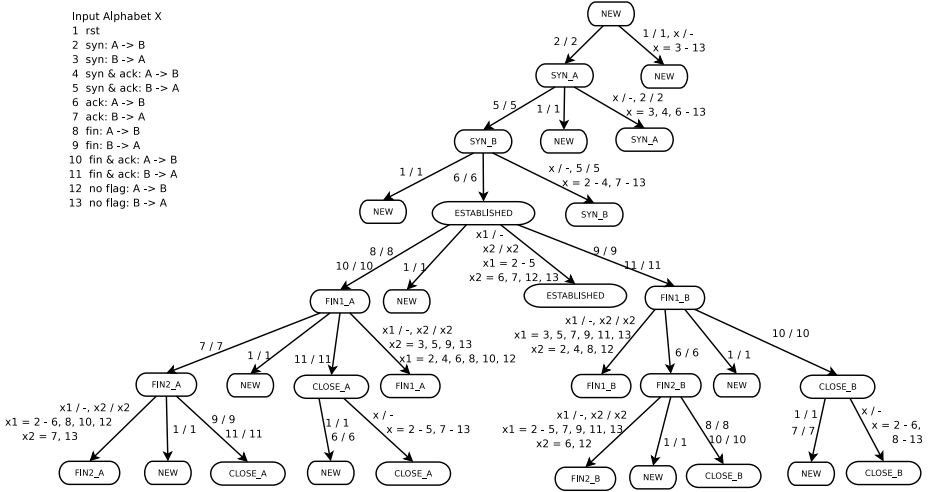 Input Alphabet X
1 rst
2 syn: A -> B
3 syn: B -> A
4 syn & ack: A -> B
5 syn & ack: B -> A
6 ack: A -> B
7 ack: B -> A
8 fin: A -> B
9 fin: B -> A
10 fin & ack: A -> B
11 fin & ack: B -> A
12 no flag: A -> B
13 no flag: B -> A
NEW
2 / 2
1 / 1, x / -
x = 3 - 13
SYN_A
NEW
5 / 5
1 / 1
x / -, 2 / 2
x = 3, 4, 6 - 13
SYN_B
NEW
SYN_A
1 / 1
6 / 6
x / -, 5 / 5
x = 2 - 4, 7 - 13
NEW
ESTABLISHED
SYN_B
8 / 8
10 / 10
1 / 1
x1 / -
x2 / x2
x1 = 2 - 5
x2 = 6, 7, 12, 13
9 / 9
11 / 11
FIN1_A
NEW
ESTABLISHED
FIN1_B
7 / 7
1 / 1
11 / 11
x1 / -, x2 / x2
x2 = 3, 5, 9, 13
x1 = 2, 4, 6, 8, 10, 12
x1 / -, x2 / x2
x1 = 3, 5, 7, 9, 11, 13
x2 = 2, 4, 8, 12
6 / 6
1 / 1
10 / 10
FIN2_A
NEW
CLOSE_A
FIN1_A
FIN1_B
FIN2_B
NEW
CLOSE_B
x1 / -, x2 / x2
x1 = 2 - 6, 8, 10, 12
x2 = 7, 13
1 / 1
9 / 9
11 / 11
1 / 1
6 / 6
x / -
x = 2 - 5, 7 - 13
x1 / -, x2 / x2
x1 = 2 - 5, 7, 9, 11, 13
x2 = 6, 12
1 / 1
8 / 8
10 / 10
1 / 1
7 / 7
x / -
x = 2 - 6,
8 - 13
FIN2_A
NEW
CLOSE_A
NEW
CLOSE_A
FIN2_B
NEW
CLOSE_B
NEW
CLOSE_B